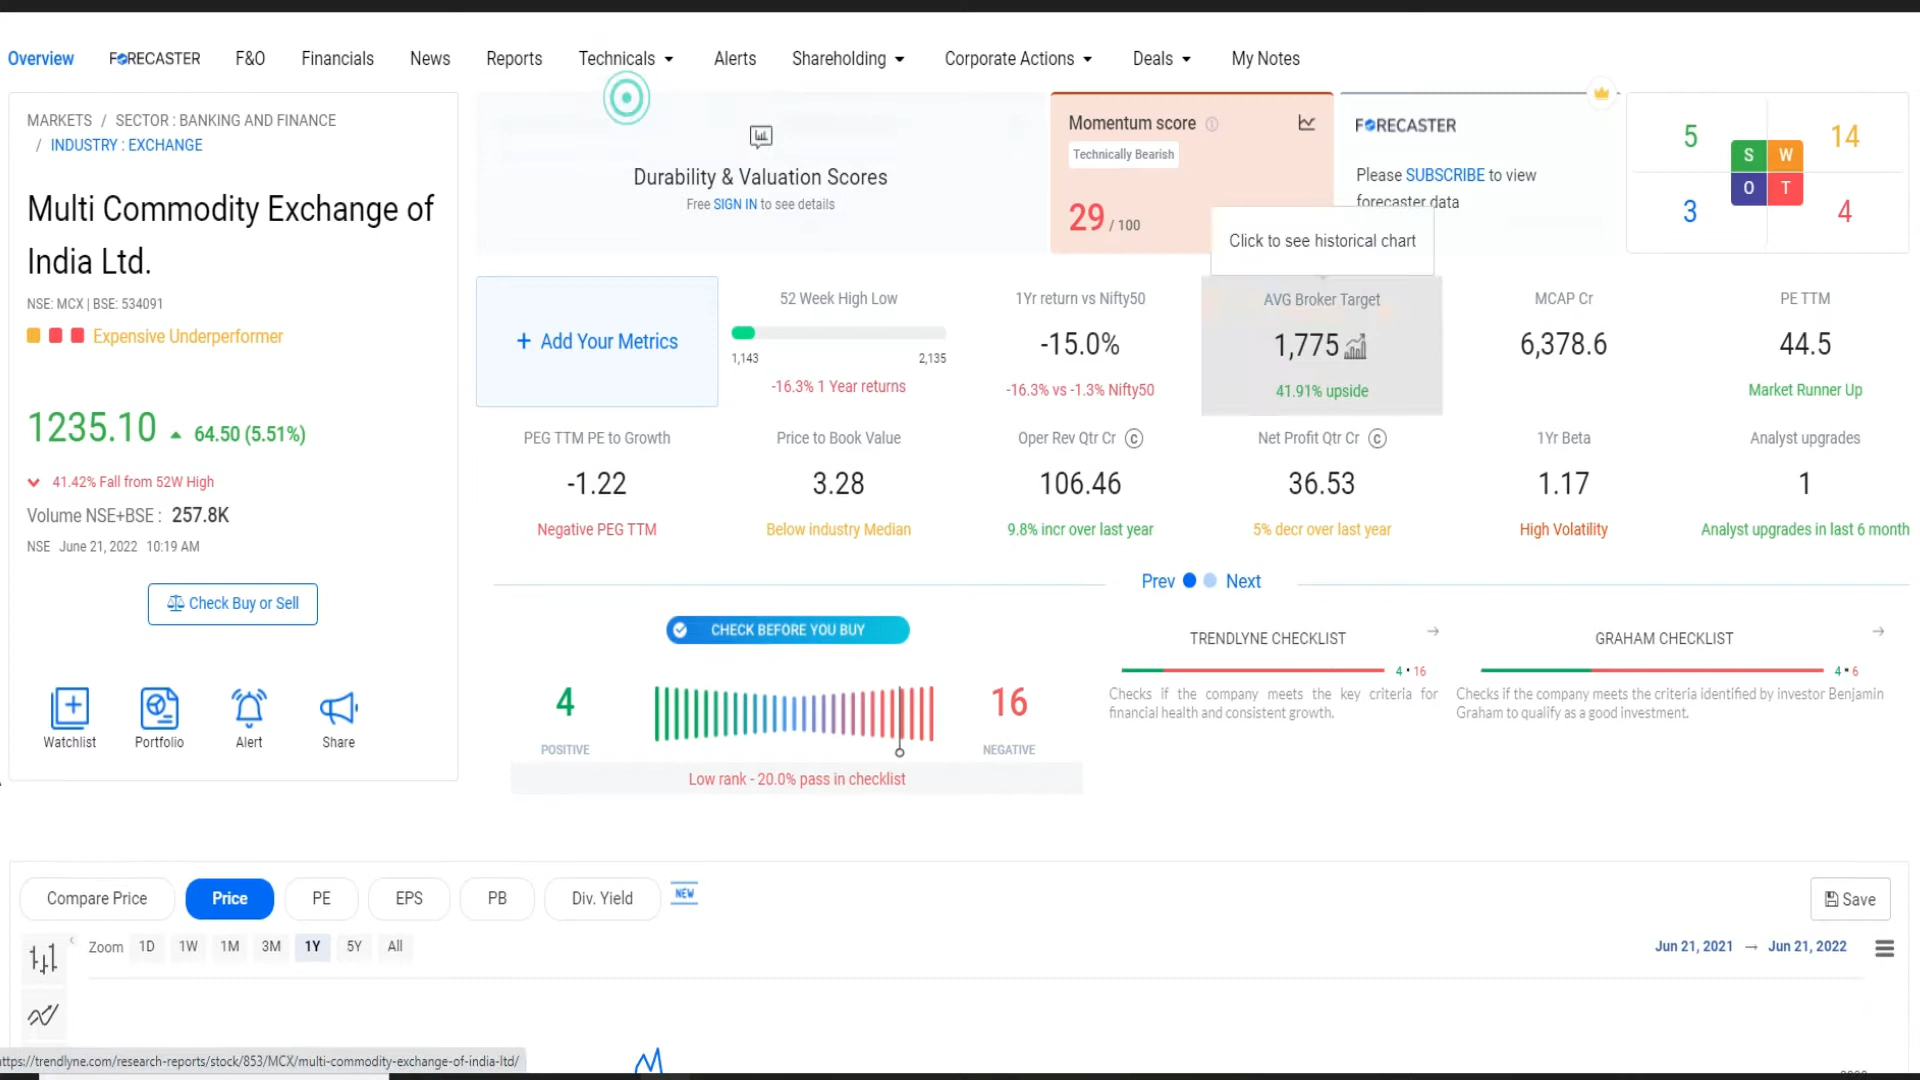 Overview FORECASTER F&O Financials News Reports Technicals Alerts Shareholding Corporate Actions Deals My Notes
MARKETS / SECTOR : BANKING AND FINANCE
/ INDUSTRY : EXCHANGE
Multi Commodity Exchange of
India Ltd.
NSE: MCX | BSE: 534091
Expensive Underperformer
1235.10 64.50 (5.51%)
41.42% Fall from 52W High
Volume NSE+BSE : 257.8K
NSE June 21, 2022 10:19 AM
Check Buy or Sell
Watchlist Portfolio Alert Share
Durability & Valuation Scores
Free SIGN IN to see details
Momentum score
Technically Bearish
29 / 100
FORECASTER
Please SUBSCRIBE to view
forecaster data
Click to see historical chart
5 S W 14
3 O T 4
+ Add Your Metrics
52 Week High Low
1,143 2,135
-16.3% 1 Year returns
1Yr return vs Nifty50
-15.0%
-16.3% vs -1.3% Nifty50
AVG Broker Target
1,775
41.91% upside
MCAP Cr
6,378.6
PE TTM
44.5
Market Runner Up
PEG TTM PE to Growth
-1.22
Negative PEG TTM
Price to Book Value
3.28
Below industry Median
Oper Rev Qtr Cr C
106.46
9.8% incr over last year
Net Profit Qtr Cr C
36.53
5% decr over last year
1Yr Beta
1.17
High Volatility
Analyst upgrades
1
Analyst upgrades in last 6 month
Prev Next
CHECK BEFORE YOU BUY
4 16
POSITIVE NEGATIVE
Low rank - 20.0% pass in checklist
TRENDLYNE CHECKLIST
4 • 16
Checks if the company meets the key criteria for
financial health and consistent growth.
GRAHAM CHECKLIST
4 • 6
Checks if the company meets the criteria identified by investor Benjamin
Graham to qualify as a good investment.
Compare Price Price PE EPS PB Div. Yield NEW Save
Zoom 1D 1W 1M 3M 1Y 5Y All Jun 21, 2021 → Jun 21, 2022
ttps://trendlyne.com/research-reports/stock/853/MCX/multi-commodity-exchange-of-india-ltd/